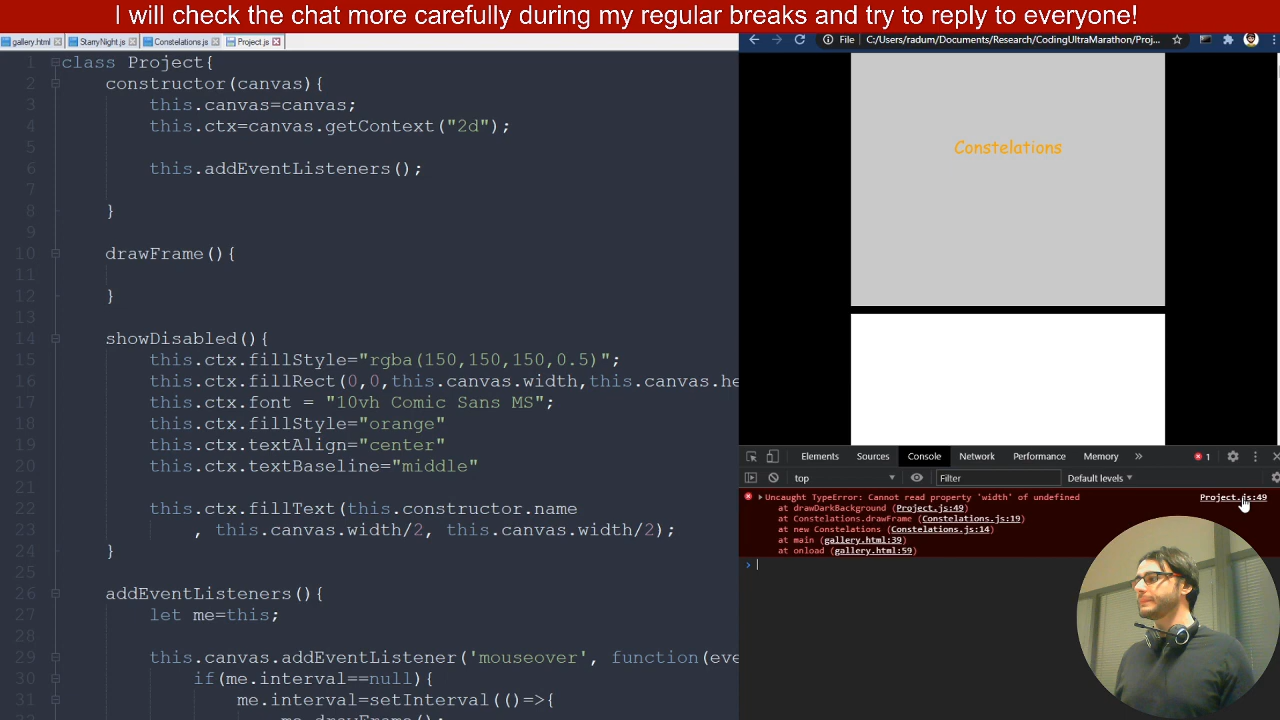 I will check the chat more carefully during my regular breaks and try to reply to everyone!
gallery.html StarryNight.js Constelations.js Project.js
File C:/Users/radum/Documents/Research/CodingUltraMarathon/Proj...
1 class Project{
2 constructor(canvas){
3 this.canvas=canvas;
4 this.ctx=canvas.getContext("2d");
5
6 this.addEventListeners();
7
8 }
9
10 drawFrame(){
11
12 }
13
14 showDisabled(){
15 this.ctx.fillStyle="rgba(150,150,150,0.5)";
16 this.ctx.fillRect(0,0,this.canvas.width,this.canvas.he
17 this.ctx.font = "10vh Comic Sans MS";
18 this.ctx.fillStyle="orange"
19 this.ctx.textAlign="center"
20 this.ctx.textBaseline="middle"
21
22 this.ctx.fillText(this.constructor.name
23 , this.canvas.width/2, this.canvas.width/2);
24 }
25
26 addEventListeners(){
27 let me=this;
28
29 this.canvas.addEventListener('mouseover', function(eve
30 if(me.interval==null){
31 me.interval=setInterval(()=>{
Constelations
Elements Sources Console Network Performance Memory » 1
top Filter Default levels
Uncaught TypeError: Cannot read property 'width' of undefined Project.js:49
at drawDarkBackground (Project.js:49)
at Constelations.drawFrame (Constelations.js:19)
at new Constelations (Constelations.js:14)
at main (gallery.html:39)
at onload (gallery.html:59)